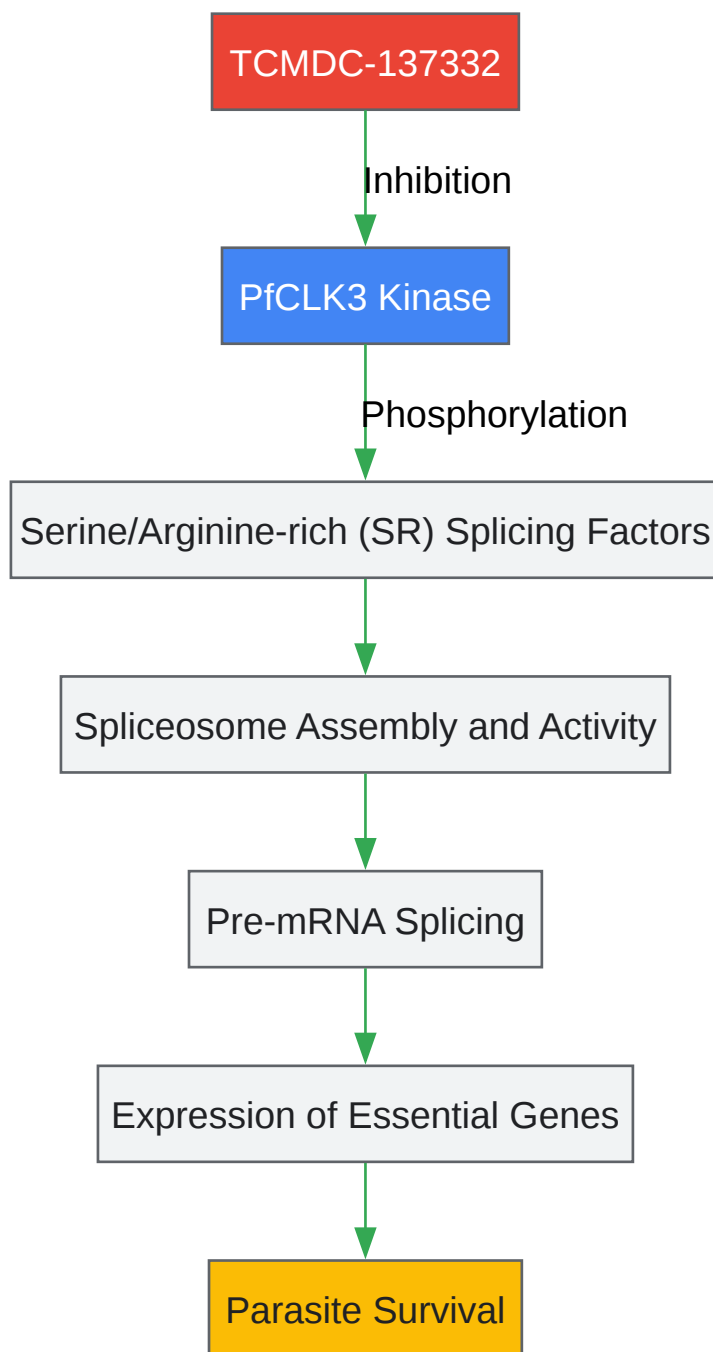 TCMDC-137332
Inhibition
PfCLK3 Kinase
Phosphorylation
Serine/Arginine-rich (SR) Splicing Factors
Spliceosome Assembly and Activity
Pre-mRNA Splicing
Expression of Essential Genes
Parasite Survival